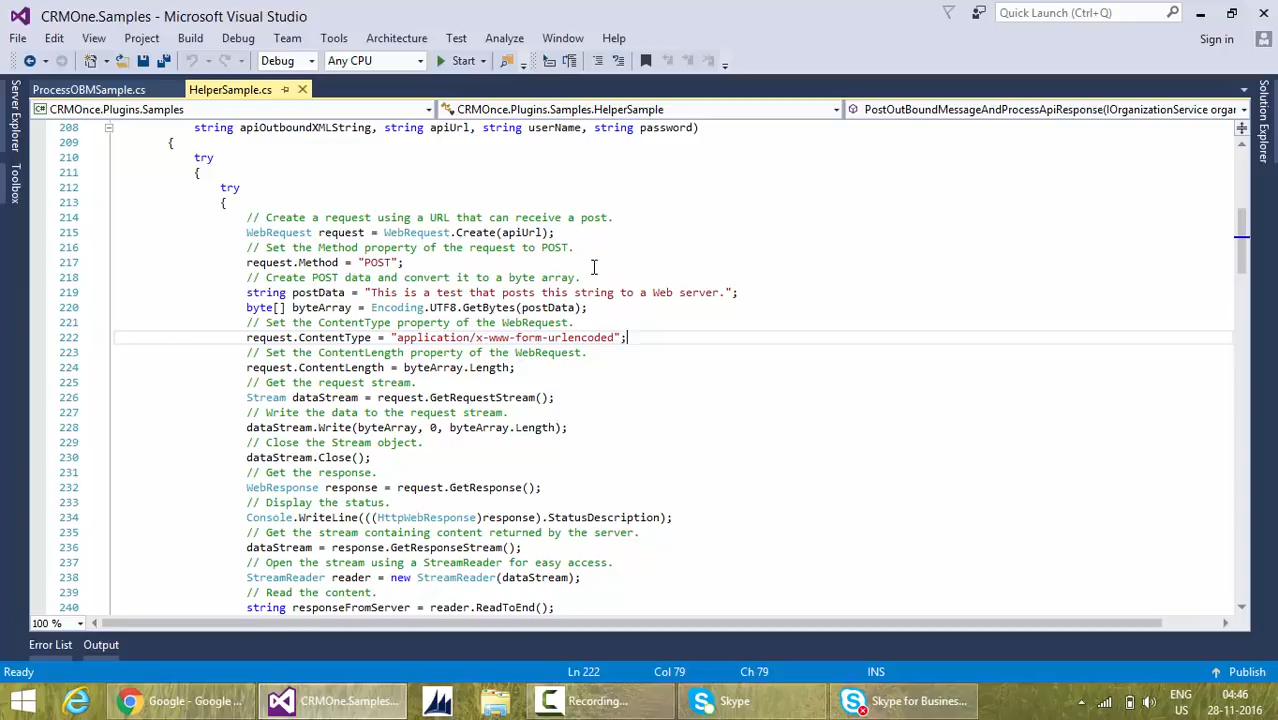 CRMOne.Samples - Microsoft Visual Studio
Quick Launch (Ctrl+Q)
File Edit View Project Build Debug Team Tools Architecture Test Analyze Window Help
Sign in
Debug Any CPU Start
Server Explorer
Toolbox
Solution Explorer
ProcessOBMSample.cs HelperSample.cs
CRMOnce.Plugins.Samples CRMOnce.Plugins.Samples.HelperSample PostOutBoundMessageAndProcessApiResponse(IOrganizationService organ
208 string apiOutboundXMLString, string apiUrl, string userName, string password)
209 {
210 try
211 {
212 try
213 {
214 // Create a request using a URL that can receive a post.
215 WebRequest request = WebRequest.Create(apiUrl);
216 // Set the Method property of the request to POST.
217 request.Method = "POST";
218 // Create POST data and convert it to a byte array.
219 string postData = "This is a test that posts this string to a Web server.";
220 byte[] byteArray = Encoding.UTF8.GetBytes(postData);
221 // Set the ContentType property of the WebRequest.
222 request.ContentType = "application/x-www-form-urlencoded";
223 // Set the ContentLength property of the WebRequest.
224 request.ContentLength = byteArray.Length;
225 // Get the request stream.
226 Stream dataStream = request.GetRequestStream();
227 // Write the data to the request stream.
228 dataStream.Write(byteArray, 0, byteArray.Length);
229 // Close the Stream object.
230 dataStream.Close();
231 // Get the response.
232 WebResponse response = request.GetResponse();
233 // Display the status.
234 Console.WriteLine(((HttpWebResponse)response).StatusDescription);
235 // Get the stream containing content returned by the server.
236 dataStream = response.GetResponseStream();
237 // Open the stream using a StreamReader for easy access.
238 StreamReader reader = new StreamReader(dataStream);
239 // Read the content.
240 string responseFromServer = reader.ReadToEnd();
100 %
Error List Output
Ready Ln 222 Col 79 Ch 79 INS Publish
Google - Google ... CRMOne.Samples... Recording... Skype Skype for Busines...
ENG
US
04:46
28-11-2016